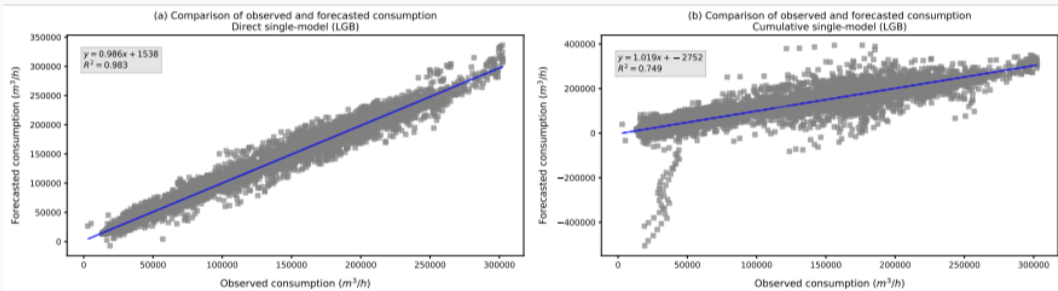 (a) Comparison of observed and forecasted consumption
Direct single-model (LGB)
y = 0.986x + 1538
R² = 0.983
350000
300000
250000
200000
150000
100000
50000
0
Forecasted consumption (m³/h)
0 50000 100000 150000 200000 250000 300000
Observed consumption (m³/h)
(b) Comparison of observed and forecasted consumption
Cumulative single-model (LGB)
y = 1.019x + − 2752
R² = 0.749
400000
200000
0
−200000
−400000
Forecasted consumption (m³/h)
0 50000 100000 150000 200000 250000 300000
Observed consumption (m³/h)